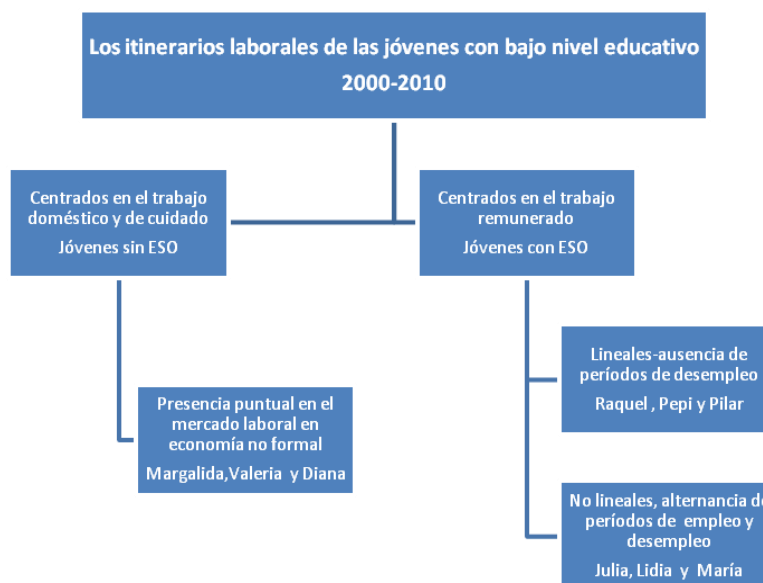 Los itinerarios laborales de las jóvenes con bajo nivel educativo
2000-2010
Centrados en el trabajo
doméstico y de cuidado
Jóvenes sin ESO
Centrados en el trabajo
remunerado
Jóvenes con ESO
Presencia puntual en el
mercado laboral en
economía no formal
Margalida,Valeria y Diana
Lineales-ausencia de
períodos de desempleo
Raquel , Pepi y Pilar
No lineales, alternancia de
períodos de empleo y
desempleo
Julia, Lidia y María